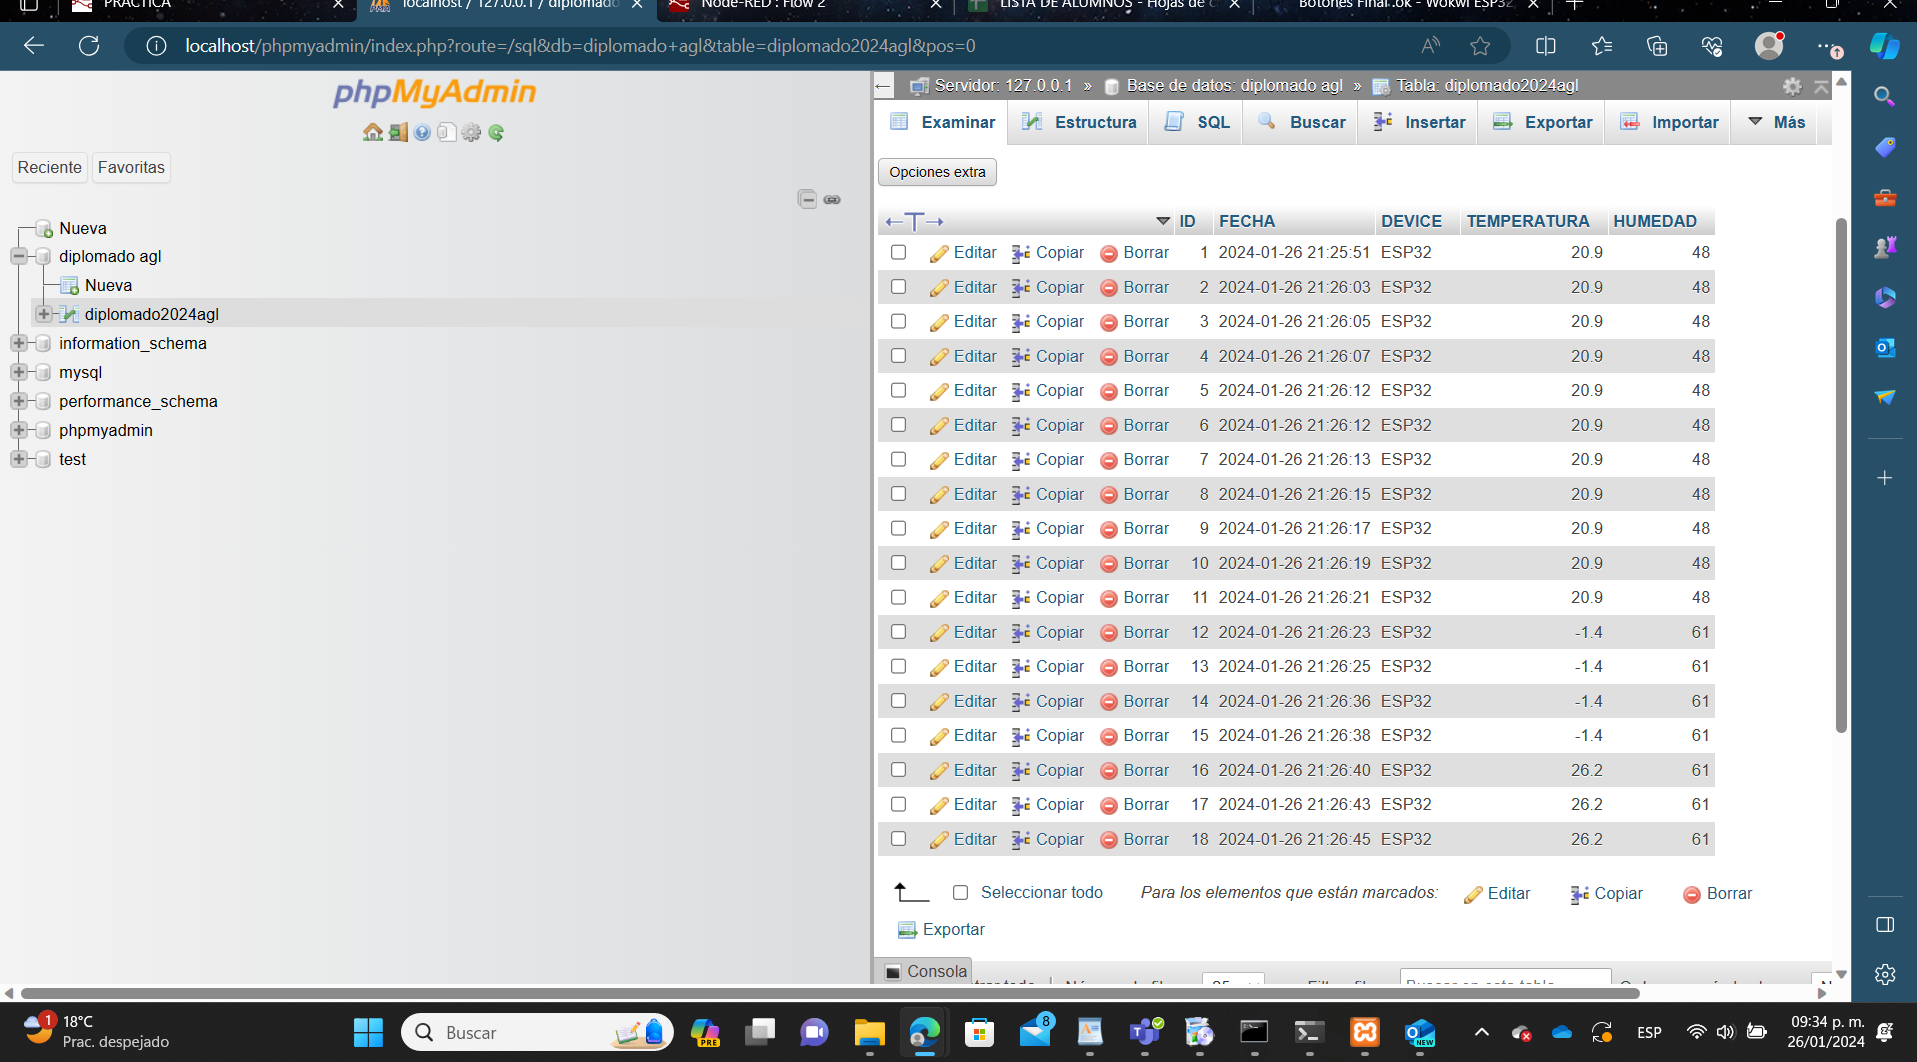 PRACTICA
localhost / 127.0.0.1 / diplomado
Node-RED : Flow 2
LISTA DE ALUMNOS - Hojas de c
Botones Final .ok - Wokwi ESP32
localhost/phpmyadmin/index.php?route=/sql&db=diplomado+agl&table=diplomado2024agl&pos=0
phpMyAdmin
Reciente
Favoritas
Nueva
diplomado agl
Nueva
diplomado2024agl
information_schema
mysql
performance_schema
phpmyadmin
test
Servidor: 127.0.0.1 » Base de datos: diplomado agl » Tabla: diplomado2024agl
Examinar Estructura SQL Buscar Insertar Exportar Importar Más
Opciones extra
ID FECHA DEVICE TEMPERATURA HUMEDAD
Editar Copiar Borrar 1 2024-01-26 21:25:51 ESP32 20.9 48
Editar Copiar Borrar 2 2024-01-26 21:26:03 ESP32 20.9 48
Editar Copiar Borrar 3 2024-01-26 21:26:05 ESP32 20.9 48
Editar Copiar Borrar 4 2024-01-26 21:26:07 ESP32 20.9 48
Editar Copiar Borrar 5 2024-01-26 21:26:12 ESP32 20.9 48
Editar Copiar Borrar 6 2024-01-26 21:26:12 ESP32 20.9 48
Editar Copiar Borrar 7 2024-01-26 21:26:13 ESP32 20.9 48
Editar Copiar Borrar 8 2024-01-26 21:26:15 ESP32 20.9 48
Editar Copiar Borrar 9 2024-01-26 21:26:17 ESP32 20.9 48
Editar Copiar Borrar 10 2024-01-26 21:26:19 ESP32 20.9 48
Editar Copiar Borrar 11 2024-01-26 21:26:21 ESP32 20.9 48
Editar Copiar Borrar 12 2024-01-26 21:26:23 ESP32 -1.4 61
Editar Copiar Borrar 13 2024-01-26 21:26:25 ESP32 -1.4 61
Editar Copiar Borrar 14 2024-01-26 21:26:36 ESP32 -1.4 61
Editar Copiar Borrar 15 2024-01-26 21:26:38 ESP32 -1.4 61
Editar Copiar Borrar 16 2024-01-26 21:26:40 ESP32 26.2 61
Editar Copiar Borrar 17 2024-01-26 21:26:43 ESP32 26.2 61
Editar Copiar Borrar 18 2024-01-26 21:26:45 ESP32 26.2 61
Seleccionar todo Para los elementos que están marcados: Editar Copiar Borrar
Exportar
Consola
1
18°C
Prac. despejado
Buscar
PRE
8
NEW
ESP
09:34 p. m.
26/01/2024